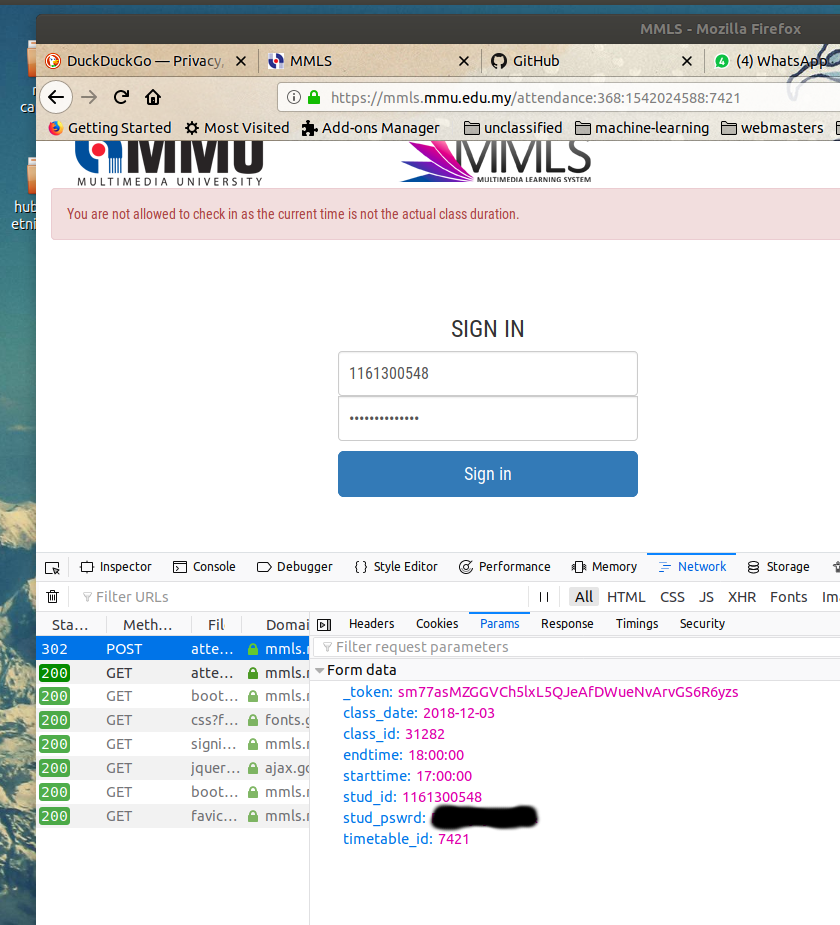 MMLS - Mozilla Firefox
DuckDuckGo — Privacy, MMLS GitHub (4) WhatsApp
https://mmls.mmu.edu.my/attendance:368:1542024588:7421
Getting Started Most Visited Add-ons Manager unclassified machine-learning webmasters
MMU MMLS
MULTIMEDIA UNIVERSITY MULTIMEDIA LEARNING SYSTEM
You are not allowed to check in as the current time is not the actual class duration.
hub
etni
SIGN IN
1161300548
Sign in
Inspector Console Debugger Style Editor Performance Memory Network Storage
Filter URLs All HTML CSS JS XHR Fonts Im
Sta… Meth… Fil Domai Headers Cookies Params Response Timings Security
302 POST atte… mmls.r Filter request parameters
200 GET atte… mmls.r Form data
200 GET boot… mmls.r _token: sm77asMZGGVCh5lxL5QJeAfDWueNvArvGS6R6yzs
200 GET css?f… fonts.g class_date: 2018-12-03
200 GET signi… mmls.r class_id: 31282
200 GET jquer… ajax.go endtime: 18:00:00
200 GET boot… mmls.r starttime: 17:00:00
200 GET favic… mmls.r stud_id: 1161300548
stud_pswrd:
timetable_id: 7421